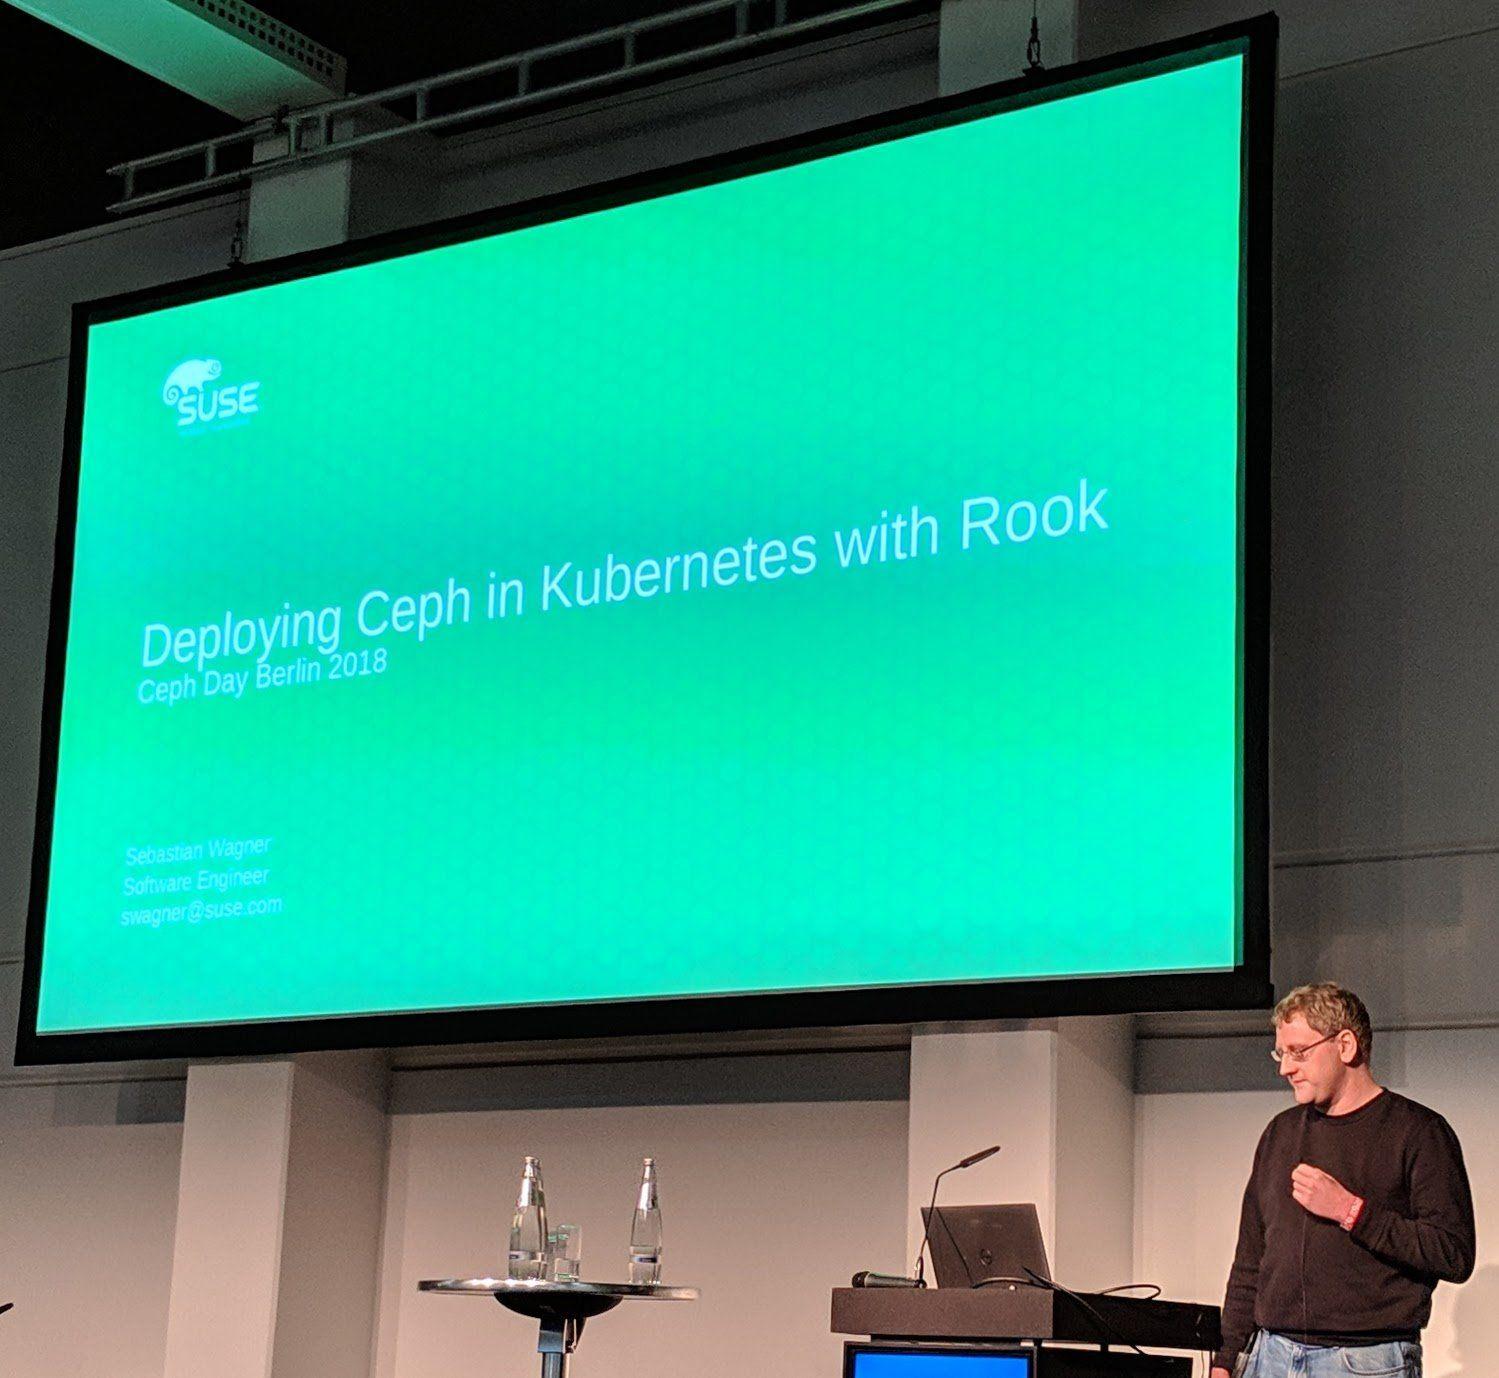 SUSE
Deploying Ceph in Kubernetes with Rook
Ceph Day Berlin 2018
Sebastian Wagner
Software Engineer
swagner@suse.com